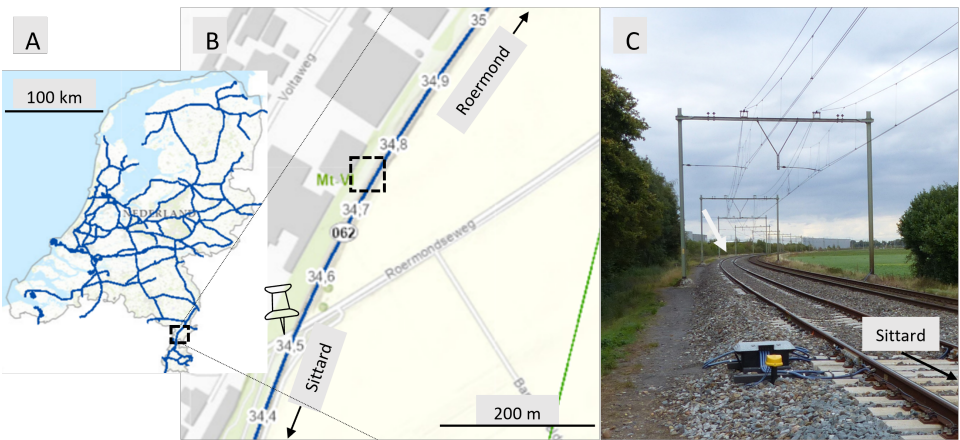 A
100 km
NEDERLAND
B
35
34,9
Roermond
Voltaweg
34,8
Mt-V
34,7
062
Roermondseweg
34,6
34,5
Sittard
34,4
200 m
C
Sittard